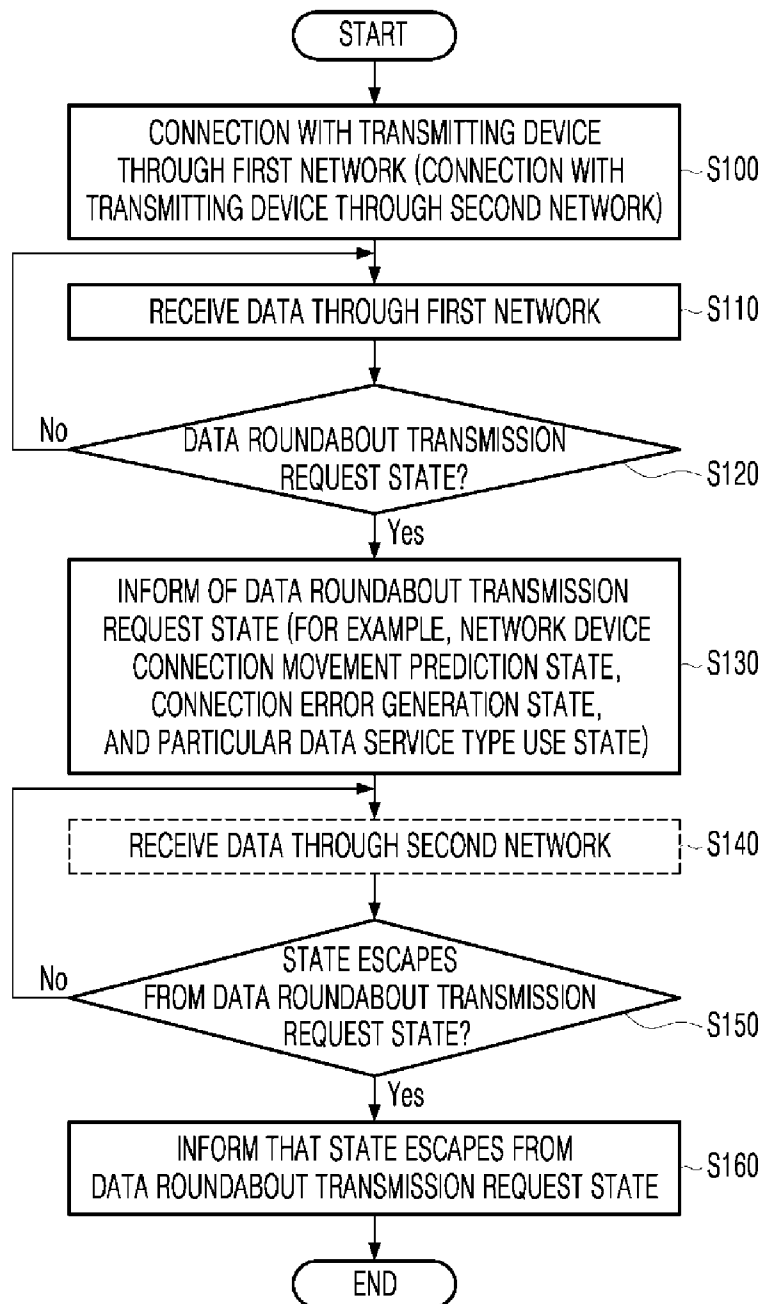 START
CONNECTION WITH TRANSMITTING DEVICE
THROUGH FIRST NETWORK (CONNECTION WITH
TRANSMITTING DEVICE THROUGH SECOND NETWORK)
S100
RECEIVE DATA THROUGH FIRST NETWORK
S110
No
DATA ROUNDABOUT TRANSMISSION
REQUEST STATE?
S120
Yes
INFORM OF DATA ROUNDABOUT TRANSMISSION
REQUEST STATE (FOR EXAMPLE, NETWORK DEVICE
CONNECTION MOVEMENT PREDICTION STATE,
CONNECTION ERROR GENERATION STATE,
AND PARTICULAR DATA SERVICE TYPE USE STATE)
S130
RECEIVE DATA THROUGH SECOND NETWORK
S140
No
STATE ESCAPES
FROM DATA ROUNDABOUT TRANSMISSION
REQUEST STATE?
S150
Yes
INFORM THAT STATE ESCAPES FROM
DATA ROUNDABOUT TRANSMISSION REQUEST STATE
S160
END